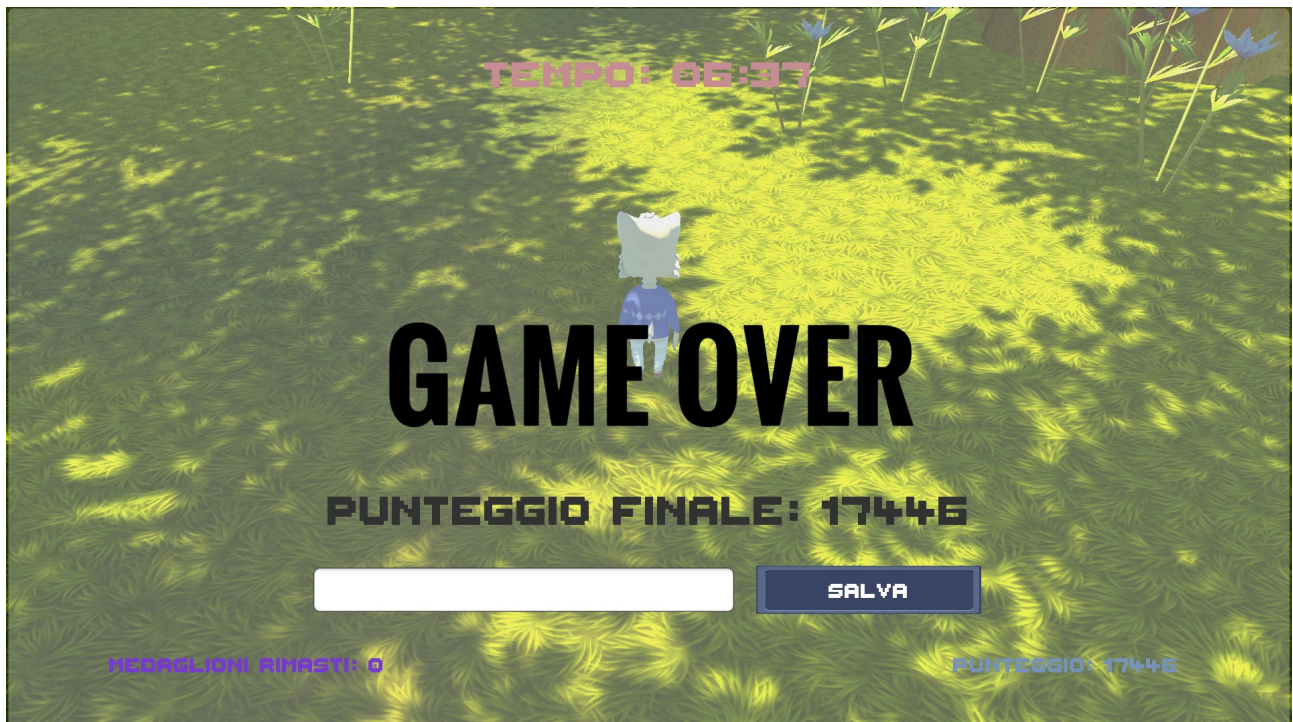 TEMPO: 06:37
GAME OVER
PUNTEGGIO FINALE: 17446
SALVA
MEDAGLIONI RIMASTI: 0
PUNTEGGIO: 17446